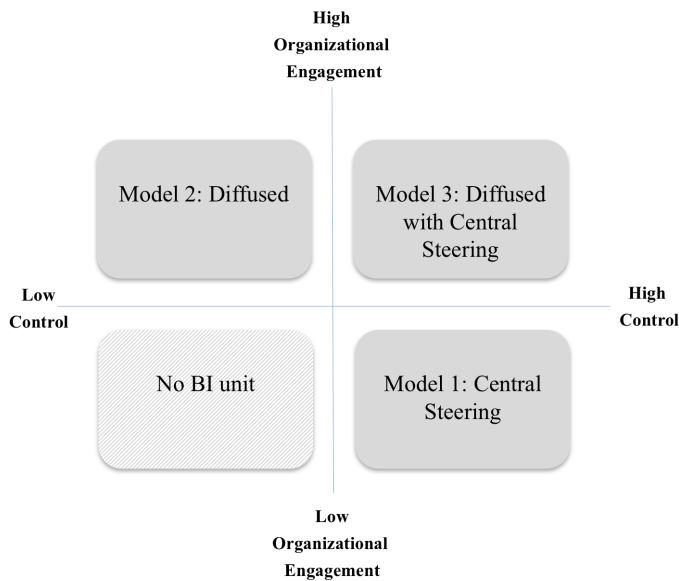 High
Organizational
Engagement
Model 2: Diffused
Model 3: Diffused
with Central
Steering
Low
Control
High
Control
No BI unit
Model 1: Central
Steering
Low
Organizational
Engagement